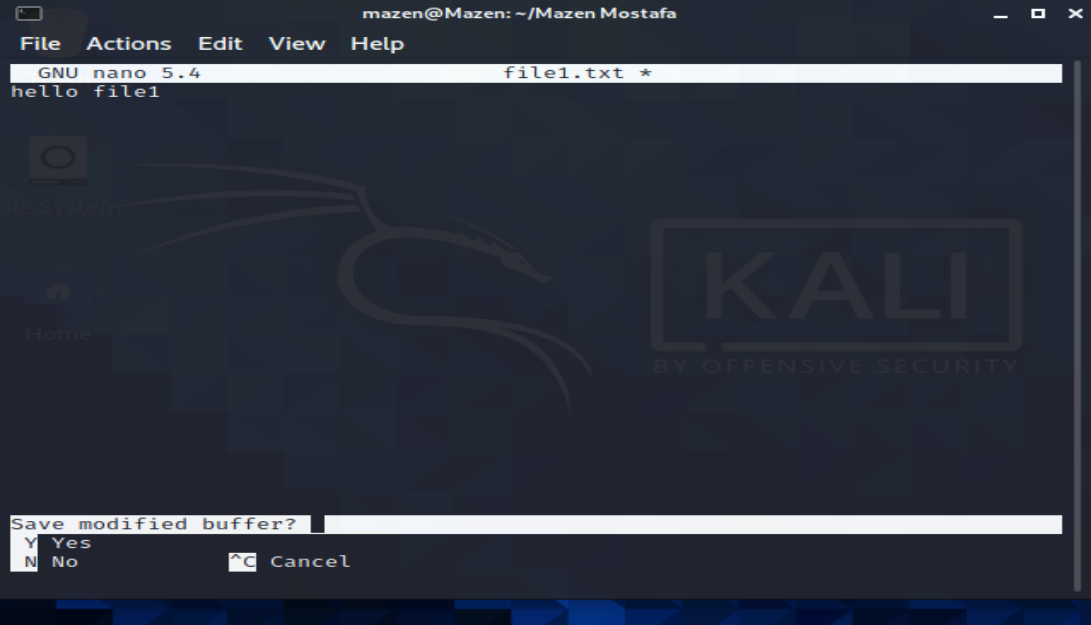 mazen@Mazen: ~/Mazen Mostafa
File Actions Edit View Help
GNU nano 5.4 file1.txt *
hello file1
File System
KALI
Home
BY OFFENSIVE SECURITY
Save modified buffer?
Y Yes
N No ^C Cancel